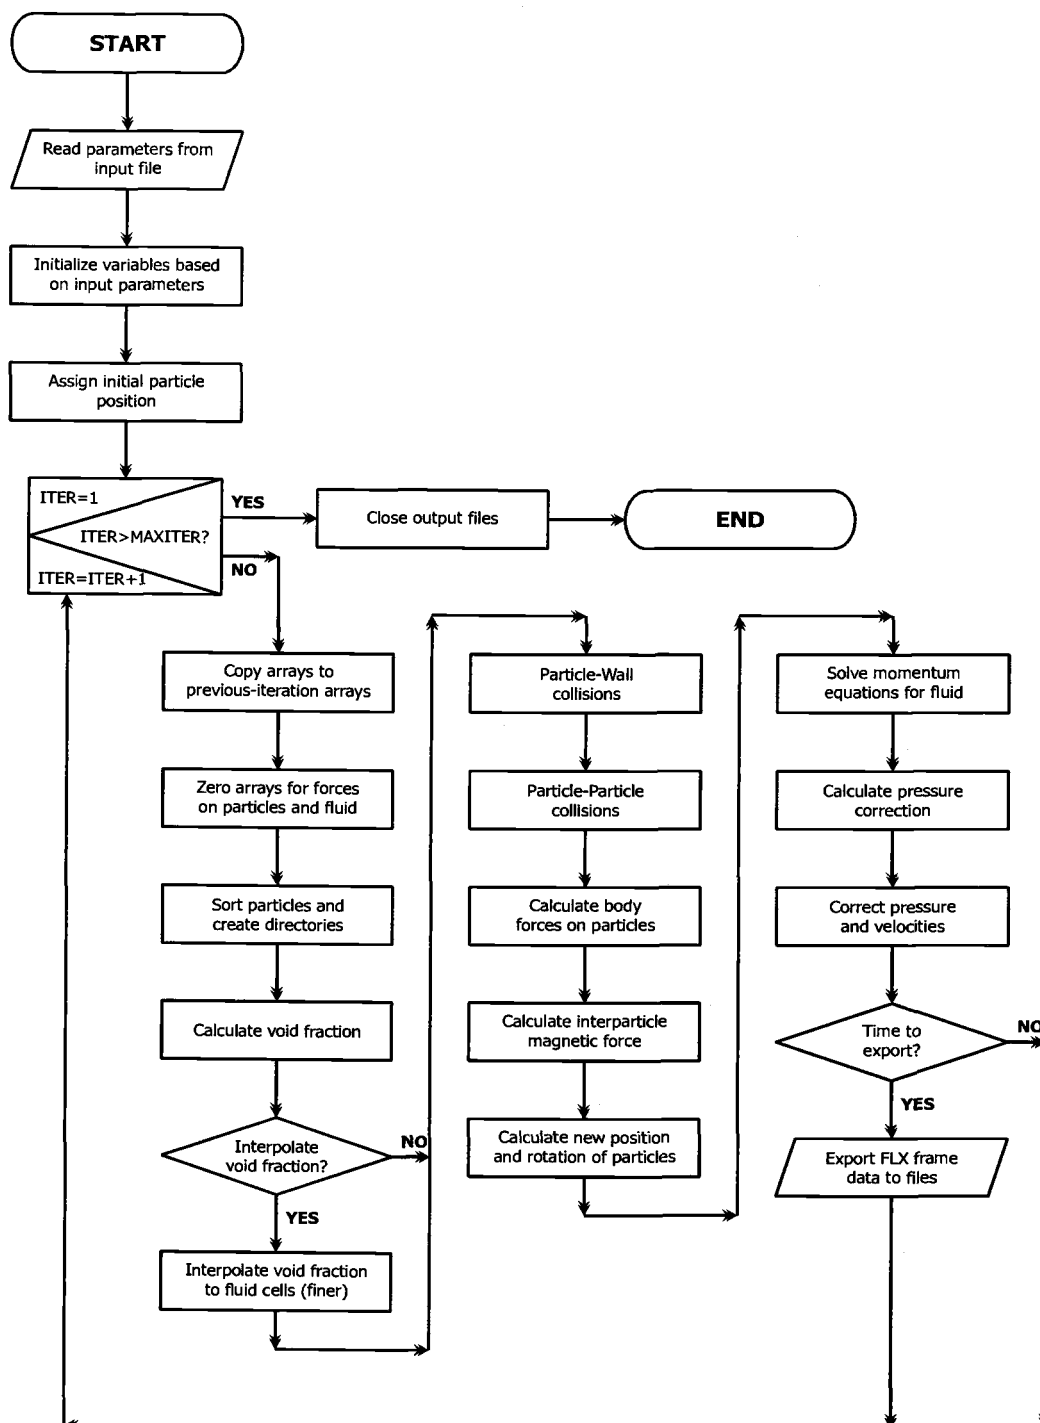 START
Read parameters from
input file
Initialize variables based
on input parameters
Assign initial particle
position
ITER=1
ITER>MAXITER?
ITER=ITER+1
YES
Close output files
END
NO
Copy arrays to
previous-iteration arrays
Zero arrays for forces
on particles and fluid
Sort particles and
create directories
Calculate void fraction
Interpolate
void fraction?
NO
YES
Interpolate void fraction
to fluid cells (finer)
Particle-Wall
collisions
Particle-Particle
collisions
Calculate body
forces on particles
Calculate interparticle
magnetic force
Calculate new position
and rotation of particles
Solve momentum
equations for fluid
Calculate pressure
correction
Correct pressure
and velocities
Time to
export?
NO
YES
Export FLX frame
data to files